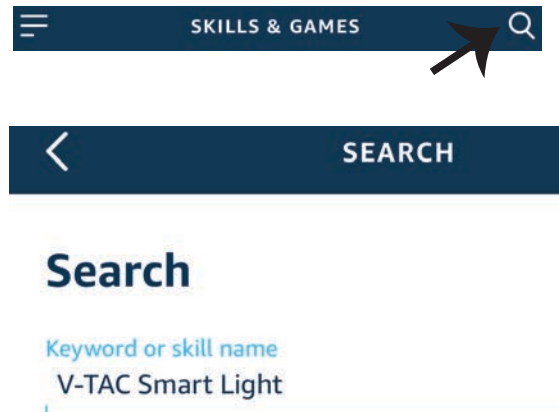 SKILLS & GAMES
SEARCH
Search
Keyword or skill name
V-TAC Smart Light